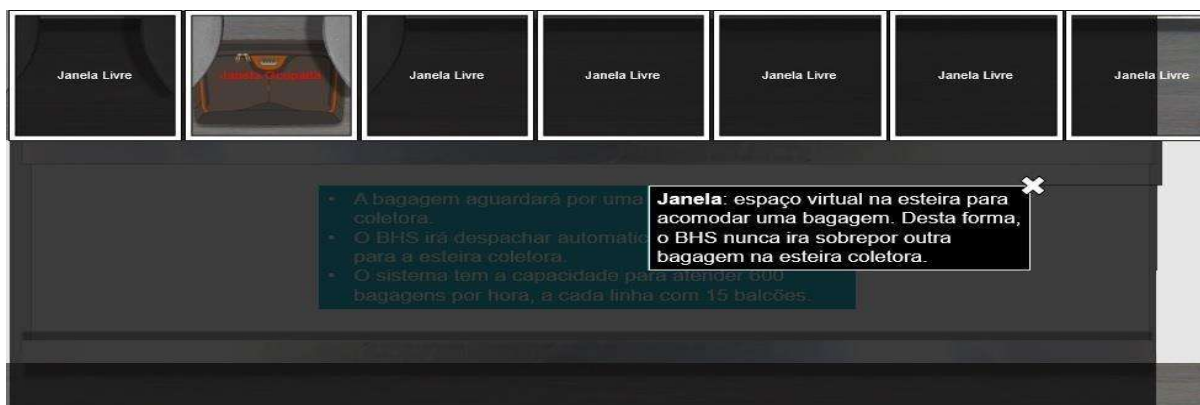 Janela Livre
Janela Ocupada
Janela Livre
Janela Livre
Janela Livre
Janela Livre
Janela Livre
• A bagagem aguardará por uma
coletora.
• O BHS irá despachar
para a esteira coletora.
• O sistema tem a capacidade para atender 600
bagagens por hora, a cada linha com 15 balcões.
Janela: espaço virtual na esteira para
acomodar uma bagagem. Desta forma,
o BHS nunca ira sobrepor outra
bagagem na esteira coletora.